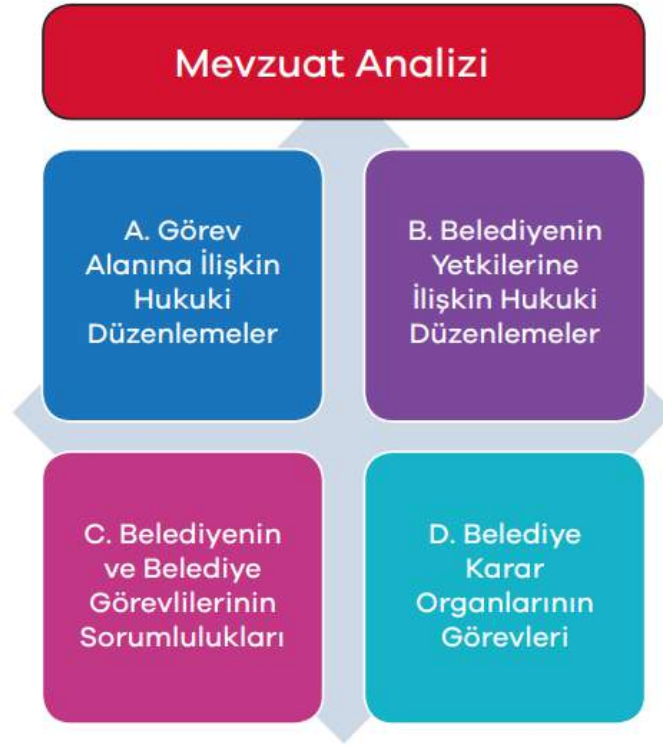 Mevzuat Analizi
A. Görev
Alanına İlişkin
Hukuki
Düzenlemeler
B. Belediyenin
Yetkilerine
İlişkin Hukuki
Düzenlemeler
C. Belediyenin
ve Belediye
Görevlilerinin
Sorumlulukları
D. Belediye
Karar
Organlarının
Görevleri